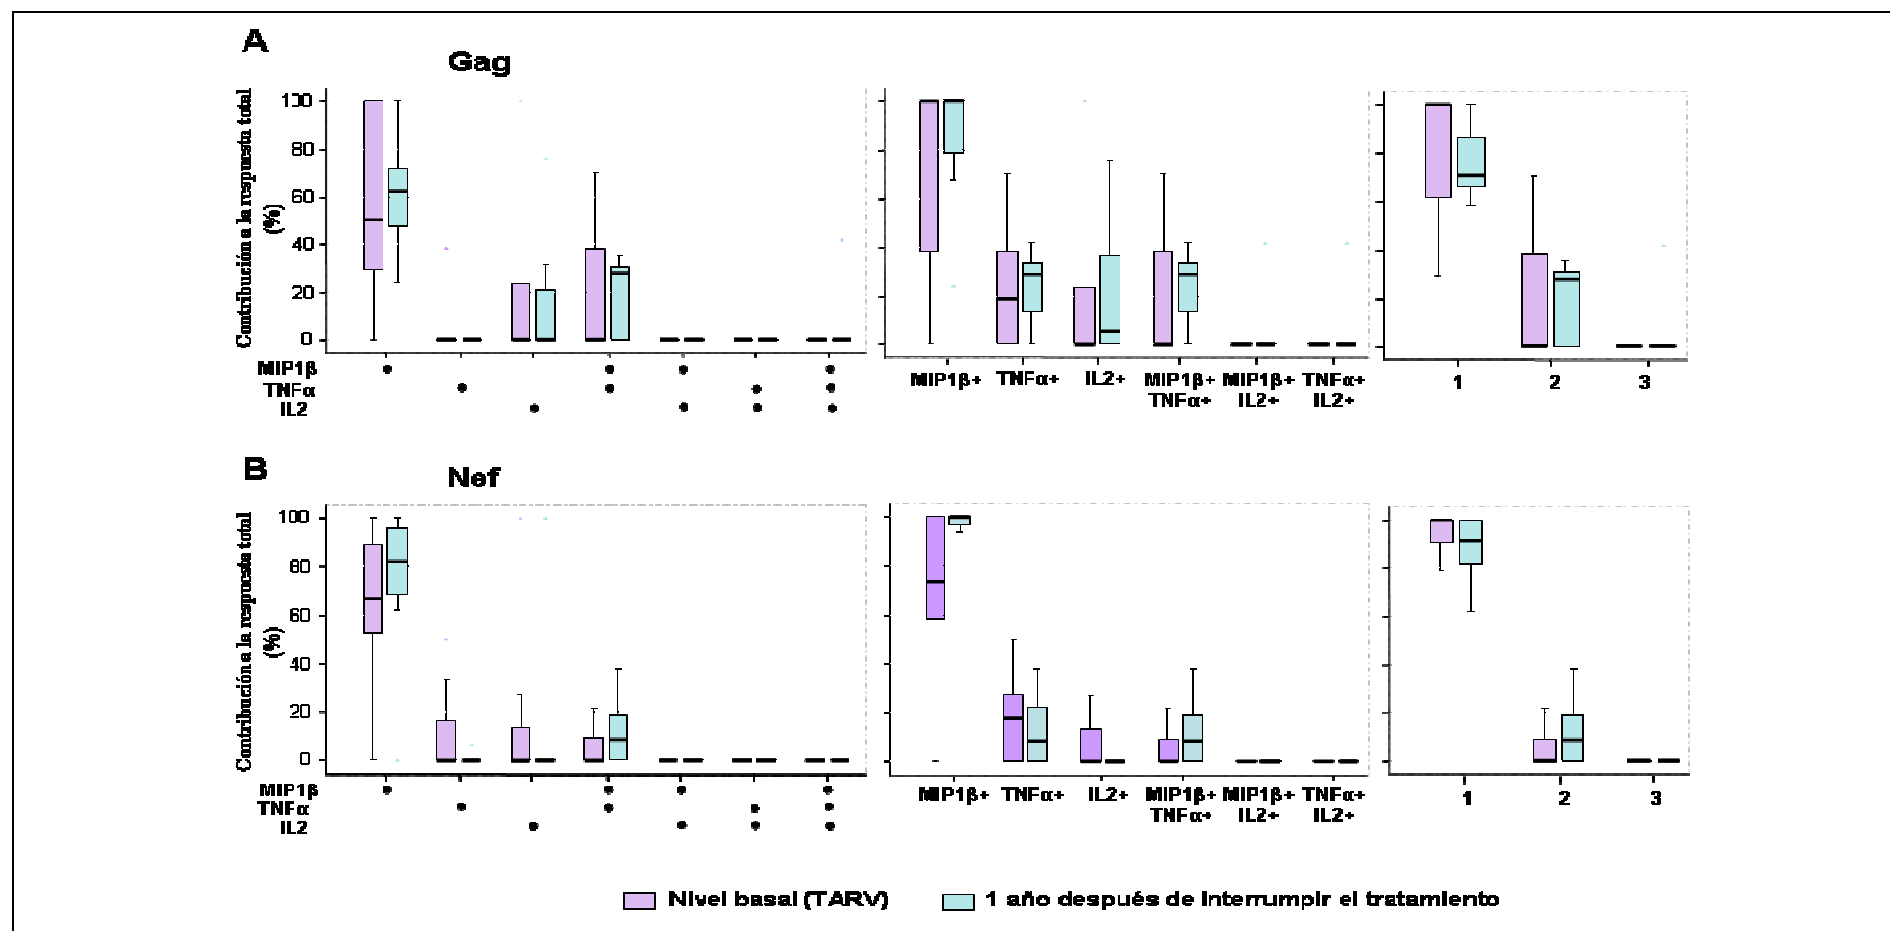 A
Gag
Contribución a la respuesta total
(%)
100
80
60
40
20
0
MIP1β
TNFα
IL2
MIP1β+
TNFα+
IL2+
MIP1β+
TNFα+
MIP1β+
IL2+
TNFα+
IL2+
1
2
3
B
Nef
Contribución a la respuesta total
(%)
100
80
60
40
20
0
MIP1β
TNFα
IL2
MIP1β+
TNFα+
IL2+
MIP1β+
TNFα+
MIP1β+
IL2+
TNFα+
IL2+
1
2
3
Nivel basal (TARV)
1 año después de interrumpir el tratamiento